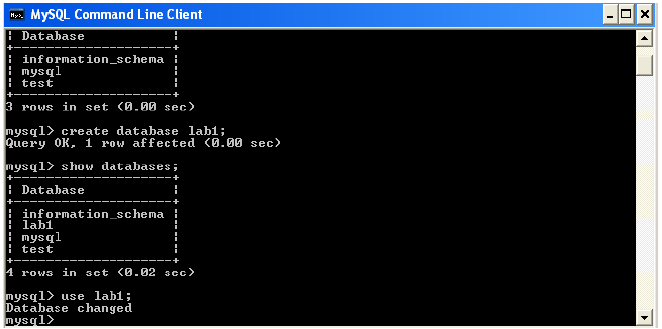 MySQL Command Line Client
| Database |
+--------------------+
| information_schema |
| mysql |
| test |
+--------------------+
3 rows in set (0.00 sec)
mysql> create database lab1;
Query OK, 1 row affected (0.00 sec)
mysql> show databases;
+--------------------+
| Database |
+--------------------+
| information_schema |
| lab1 |
| mysql |
| test |
+--------------------+
4 rows in set (0.02 sec)
mysql> use lab1;
Database changed
mysql>